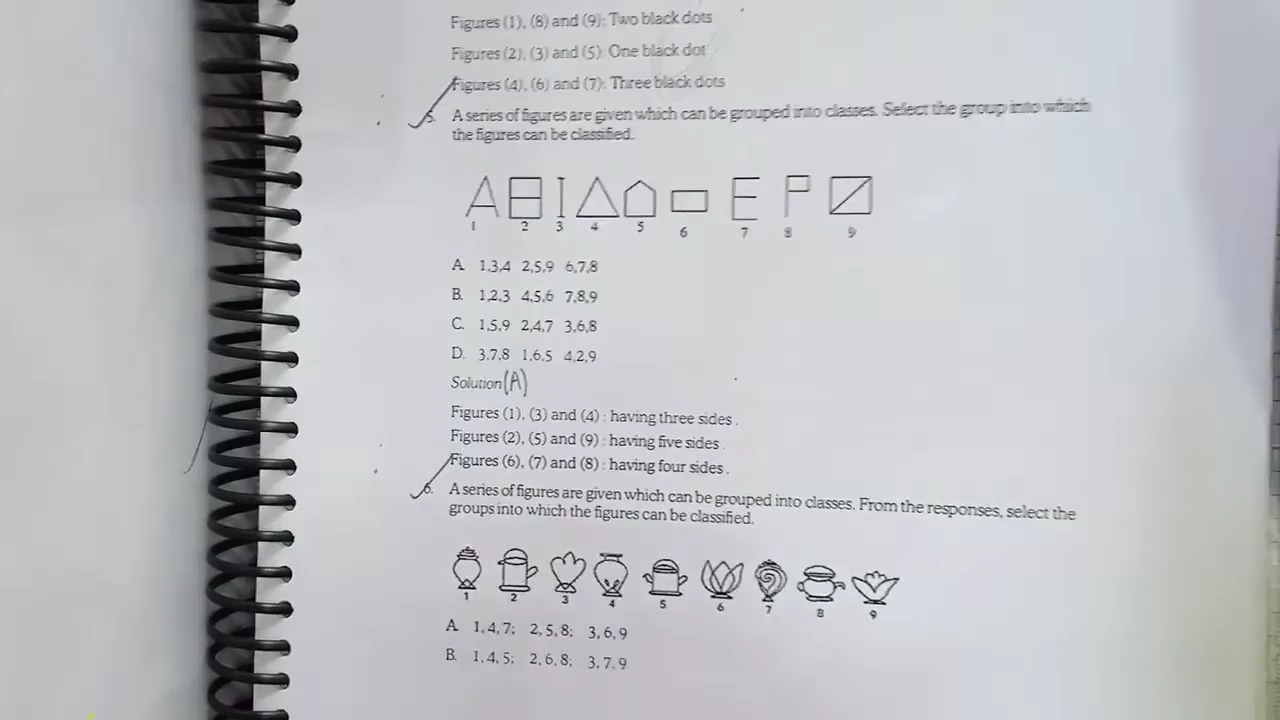 Figures (1), (8) and (9): Two black dots
Figures (2), (3) and (5): One black dot
Figures (4), (6) and (7): Three black dots
5. A series of figures are given which can be grouped into classes. Select the group into which
the figures can be classified.
1 2 3 4 5 6 7 8 9
A. 1,3,4 2,5,9 6,7,8
B. 1,2,3 4,5,6 7,8,9
C. 1,5,9 2,4,7 3,6,8
D. 3,7,8 1,6,5 4,2,9
Solution (A)
Figures (1), (3) and (4) : having three sides .
Figures (2), (5) and (9) : having five sides .
Figures (6), (7) and (8) : having four sides .
6. A series of figures are given which can be grouped into classes. From the responses, select the
groups into which the figures can be classified.
1 2 3 4 5 6 7 8 9
A. 1, 4, 7; 2, 5, 8; 3, 6, 9
B. 1, 4, 5; 2, 6, 8; 3, 7, 9